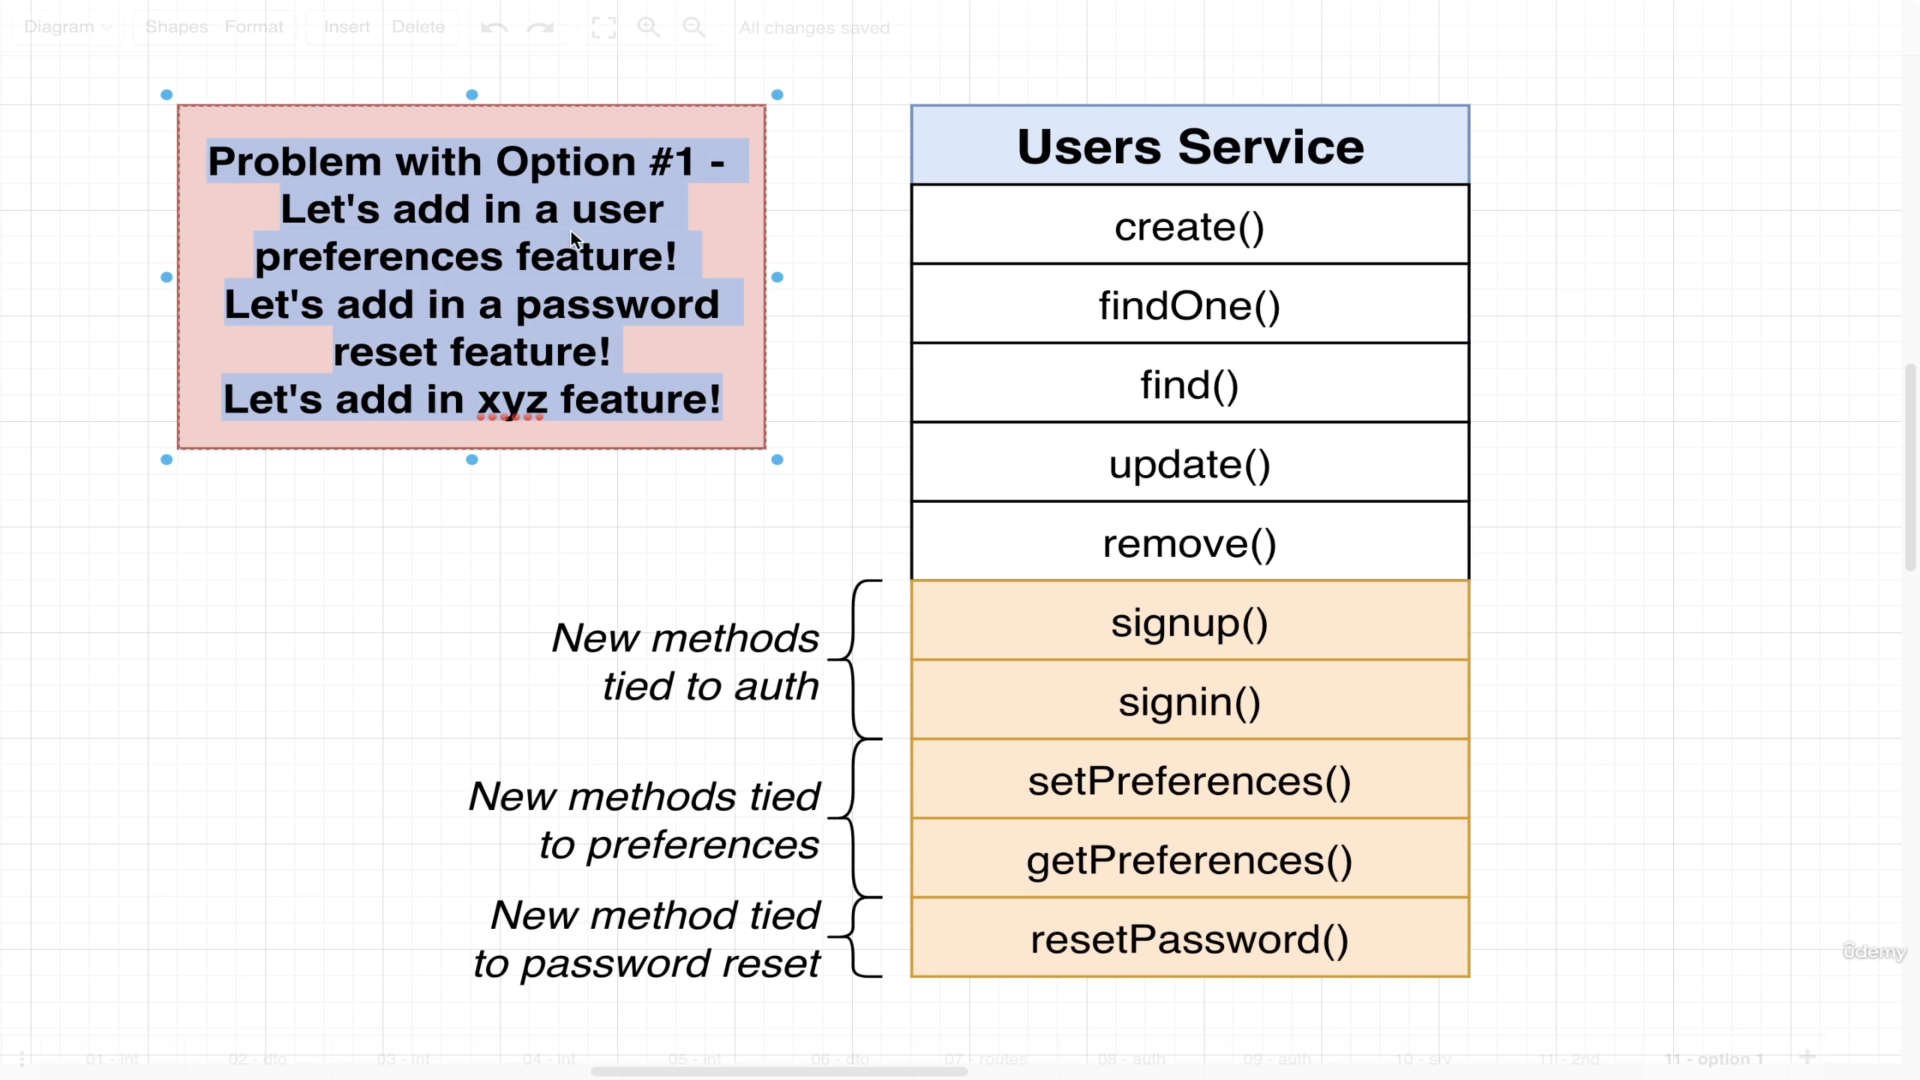 Diagram
Shapes
Format
Insert
Delete
All changes saved
Problem with Option #1 -
Let's add in a user
preferences feature!
Let's add in a password
reset feature!
Let's add in xyz feature!
Users Service
create()
findOne()
find()
update()
remove()
signup()
signin()
setPreferences()
getPreferences()
resetPassword()
New methods
tied to auth
New methods tied
to preferences
New method tied
to password reset
ûdemy
01 - int
02 - dto
03 - int
04 - int
05 - int
06 - dto
07 - routes
08 - auth
09 - auth
10 - srv
11 - 2nd
11 - option 1